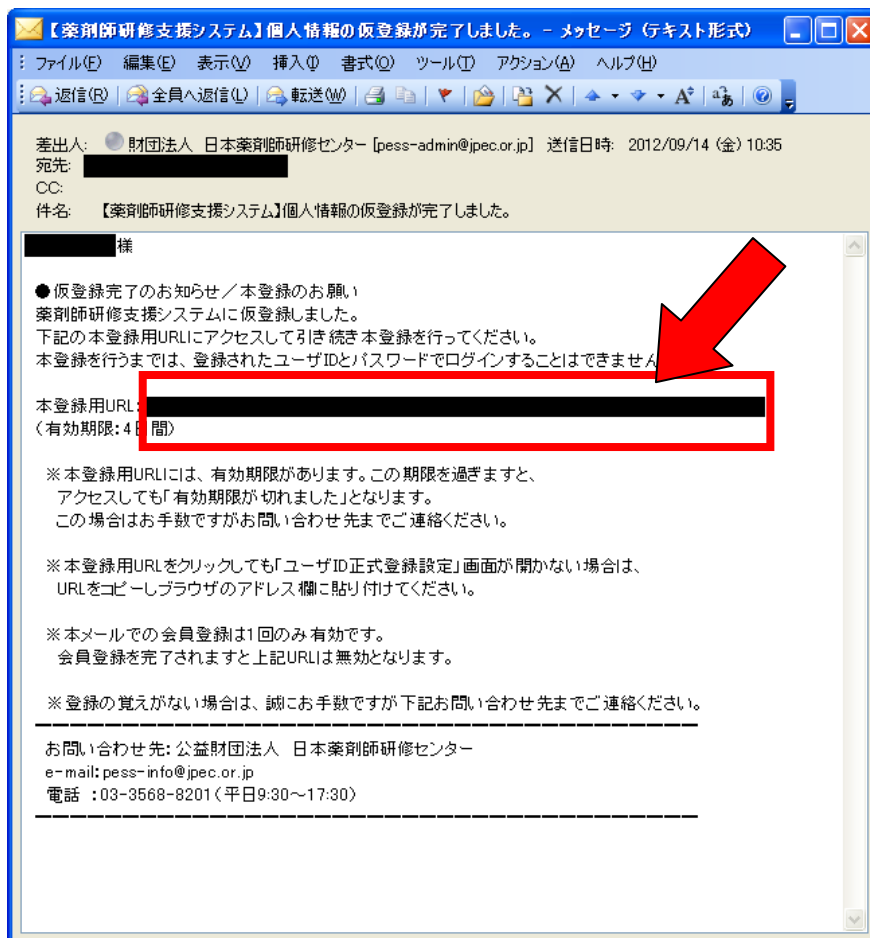 【薬剤師研修支援システム】個人情報の仮登録が完了しました。 - メッセージ (テキスト形式)
ファイル(F) 編集(E) 表示(V) 挿入(I) 書式(O) ツール(T) アクション(A) ヘルプ(H)
返信(R) 全員へ返信(L) 転送(W)
差出人: 財団法人 日本薬剤師研修センター [pess-admin@jpec.or.jp] 送信日時: 2012/09/14 (金) 10:35
宛先:
CC:
件名: 【薬剤師研修支援システム】個人情報の仮登録が完了しました。
様
●仮登録完了のお知らせ／本登録のお願い
薬剤師研修支援システムに仮登録しました。
下記の本登録用URLにアクセスして引き続き本登録を行ってください。
本登録を行うまでは、登録されたユーザIDとパスワードでログインすることはできません
本登録用URL:
(有効期限:4日間)
※本登録用URLには、有効期限があります。この期限を過ぎますと、
アクセスしても「有効期限が切れました」となります。
この場合はお手数ですがお問い合わせ先までご連絡ください。
※本登録用URLをクリックしても「ユーザID正式登録設定」画面が開かない場合は、
URLをコピーしブラウザのアドレス欄に貼り付けてください。
※本メールでの会員登録は1回のみ有効です。
会員登録を完了されますと上記URLは無効となります。
※登録の覚えがない場合は、誠にお手数ですが下記お問い合わせ先までご連絡ください。
お問い合わせ先: 公益財団法人 日本薬剤師研修センター
e-mail: pess-info@jpec.or.jp
電話 :03-3568-8201(平日9:30～17:30)